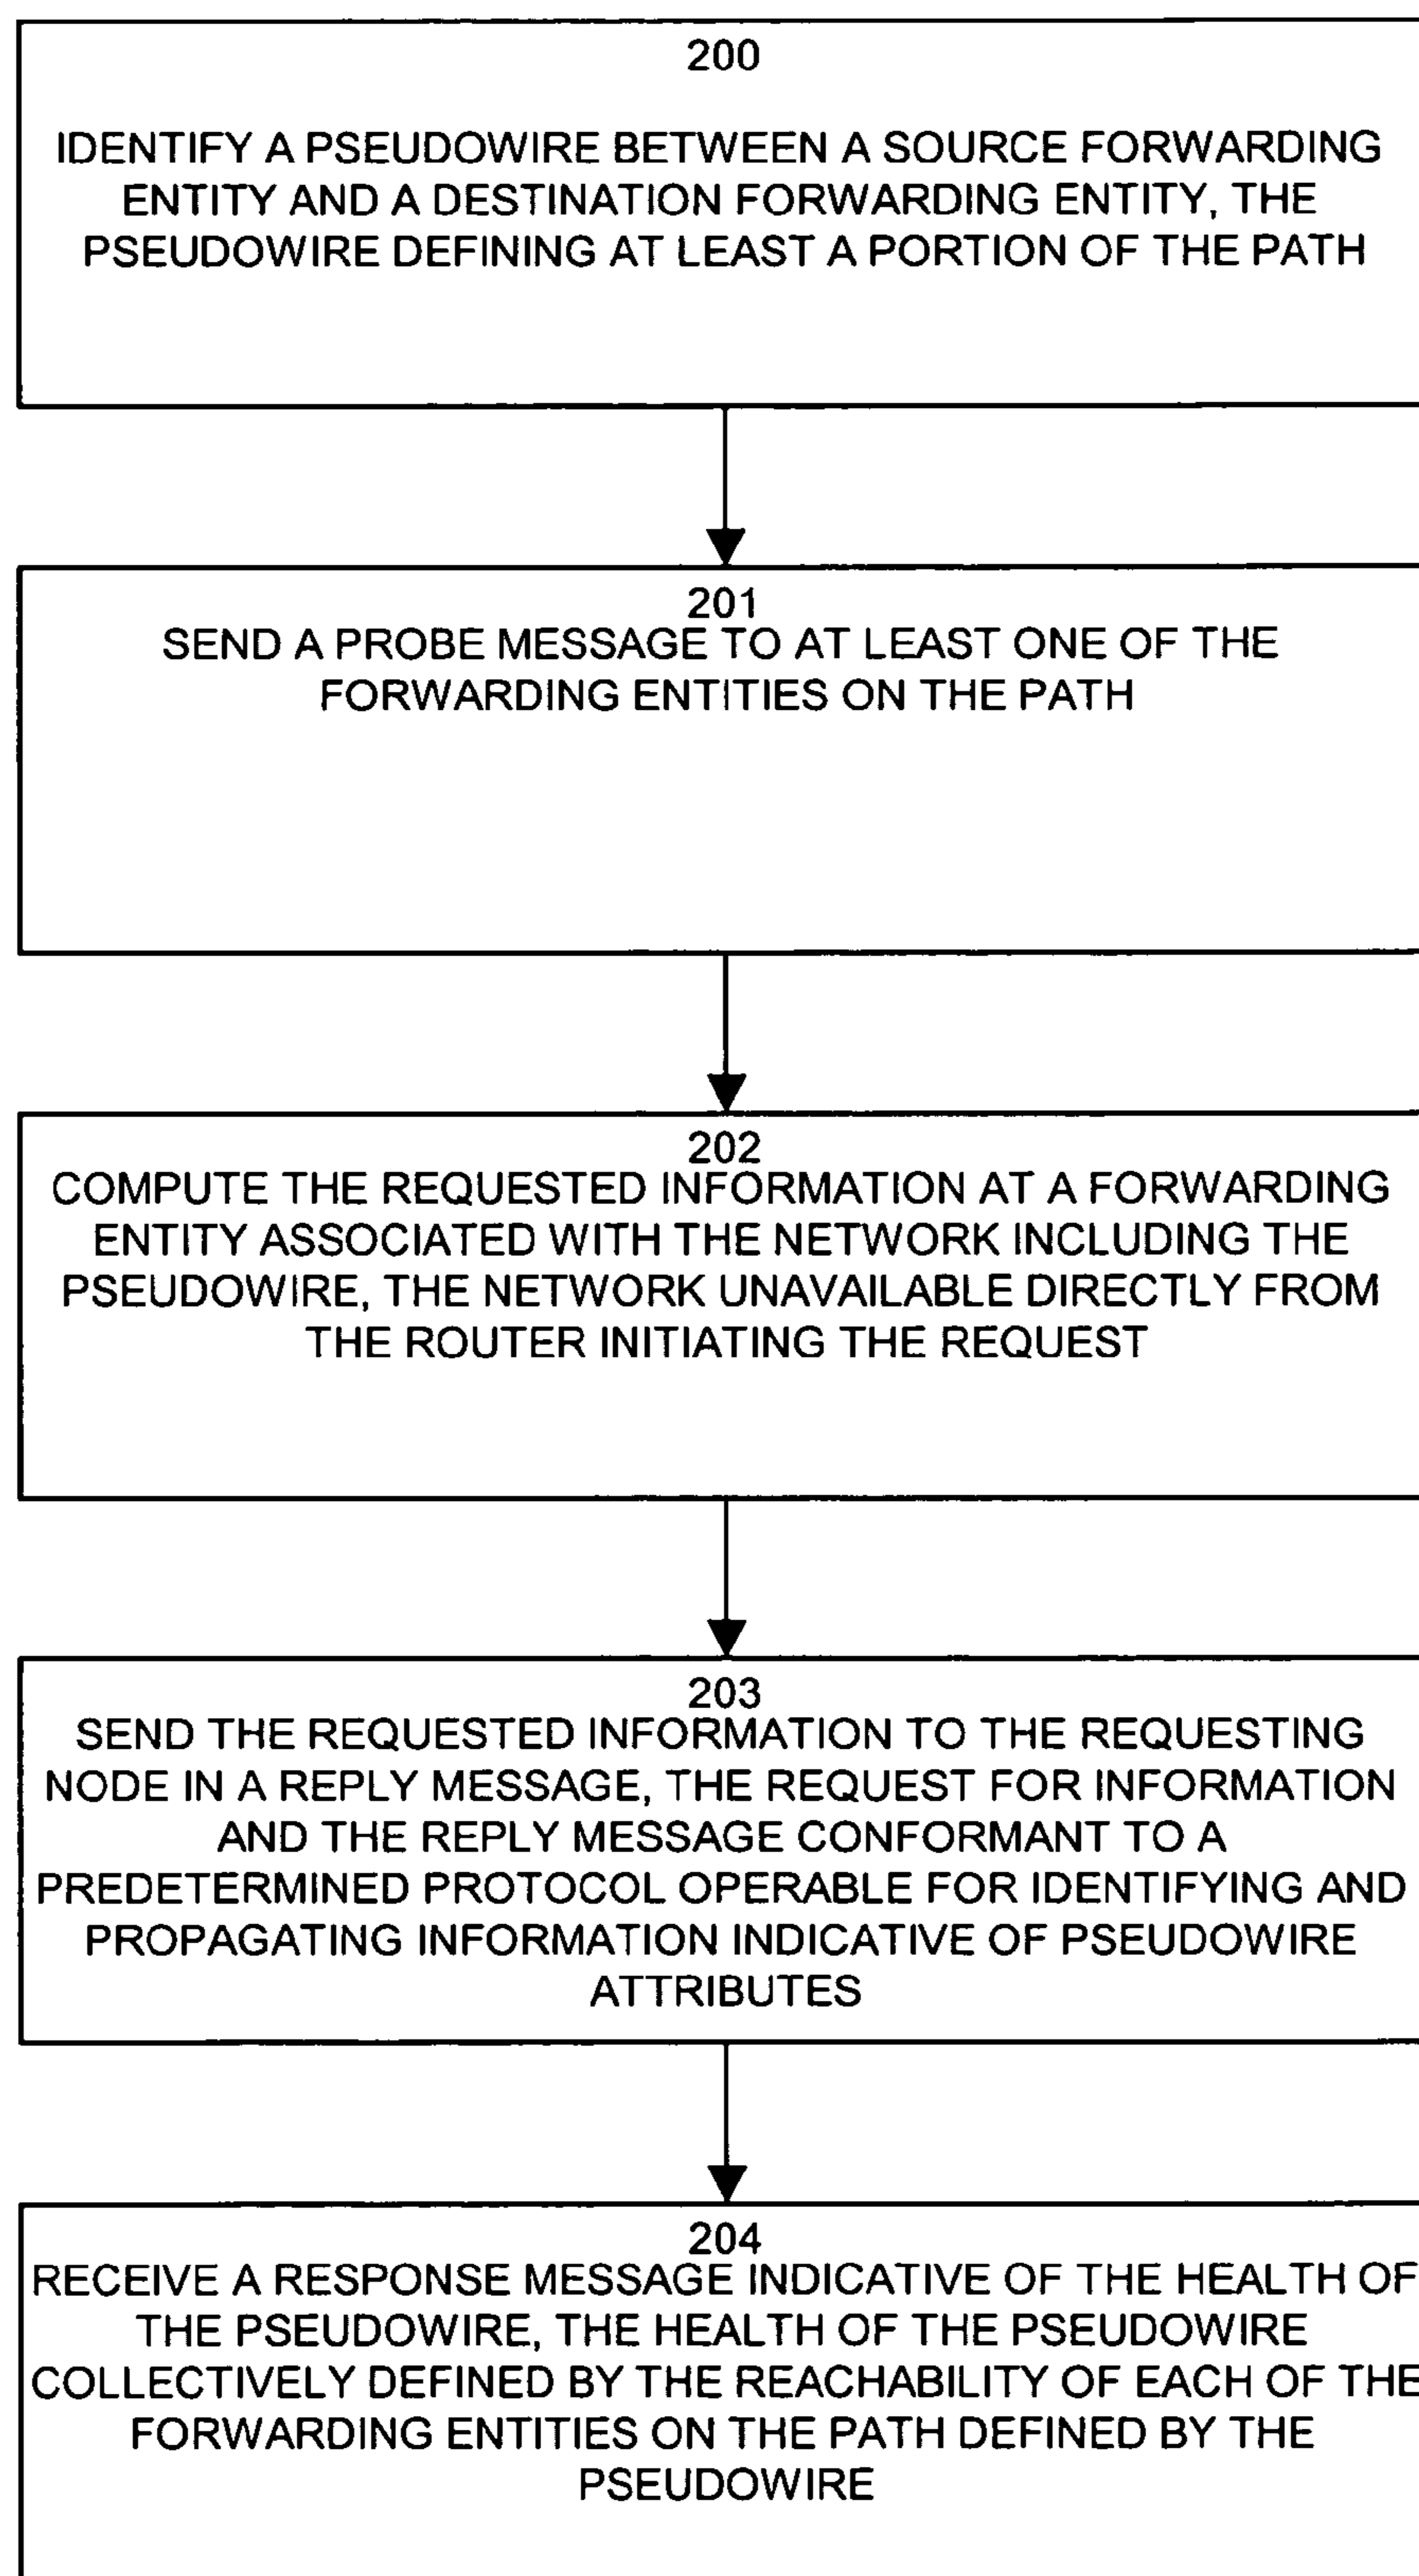 200
IDENTIFY A PSEUDOWIRE BETWEEN A SOURCE FORWARDING
ENTITY AND A DESTINATION FORWARDING ENTITY, THE
PSEUDOWIRE DEFINING AT LEAST A PORTION OF THE PATH
201
SEND A PROBE MESSAGE TO AT LEAST ONE OF THE
FORWARDING ENTITIES ON THE PATH
202
COMPUTE THE REQUESTED INFORMATION AT A FORWARDING
ENTITY ASSOCIATED WITH THE NETWORK INCLUDING THE
PSEUDOWIRE, THE NETWORK UNAVAILABLE DIRECTLY FROM
THE ROUTER INITIATING THE REQUEST
203
SEND THE REQUESTED INFORMATION TO THE REQUESTING
NODE IN A REPLY MESSAGE, THE REQUEST FOR INFORMATION
AND THE REPLY MESSAGE CONFORMANT TO A
PREDETERMINED PROTOCOL OPERABLE FOR IDENTIFYING AND
PROPAGATING INFORMATION INDICATIVE OF PSEUDOWIRE
ATTRIBUTES
204
RECEIVE A RESPONSE MESSAGE INDICATIVE OF THE HEALTH OF
THE PSEUDOWIRE, THE HEALTH OF THE PSEUDOWIRE
COLLECTIVELY DEFINED BY THE REACHABILITY OF EACH OF THE
FORWARDING ENTITIES ON THE PATH DEFINED BY THE
PSEUDOWIRE